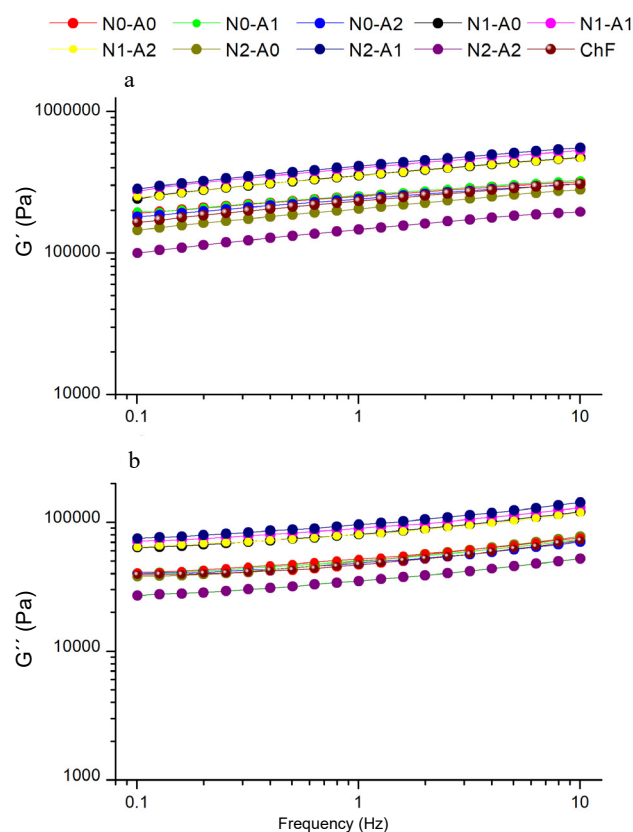 N0-A0 N0-A1 N0-A2 N1-A0 N1-A1
N1-A2 N2-A0 N2-A1 N2-A2 ChF
a
1000000
100000
10000
G´ (Pa)
0.1 1 10
b
100000
10000
1000
G´´ (Pa)
0.1 1 10
Frequency (Hz)